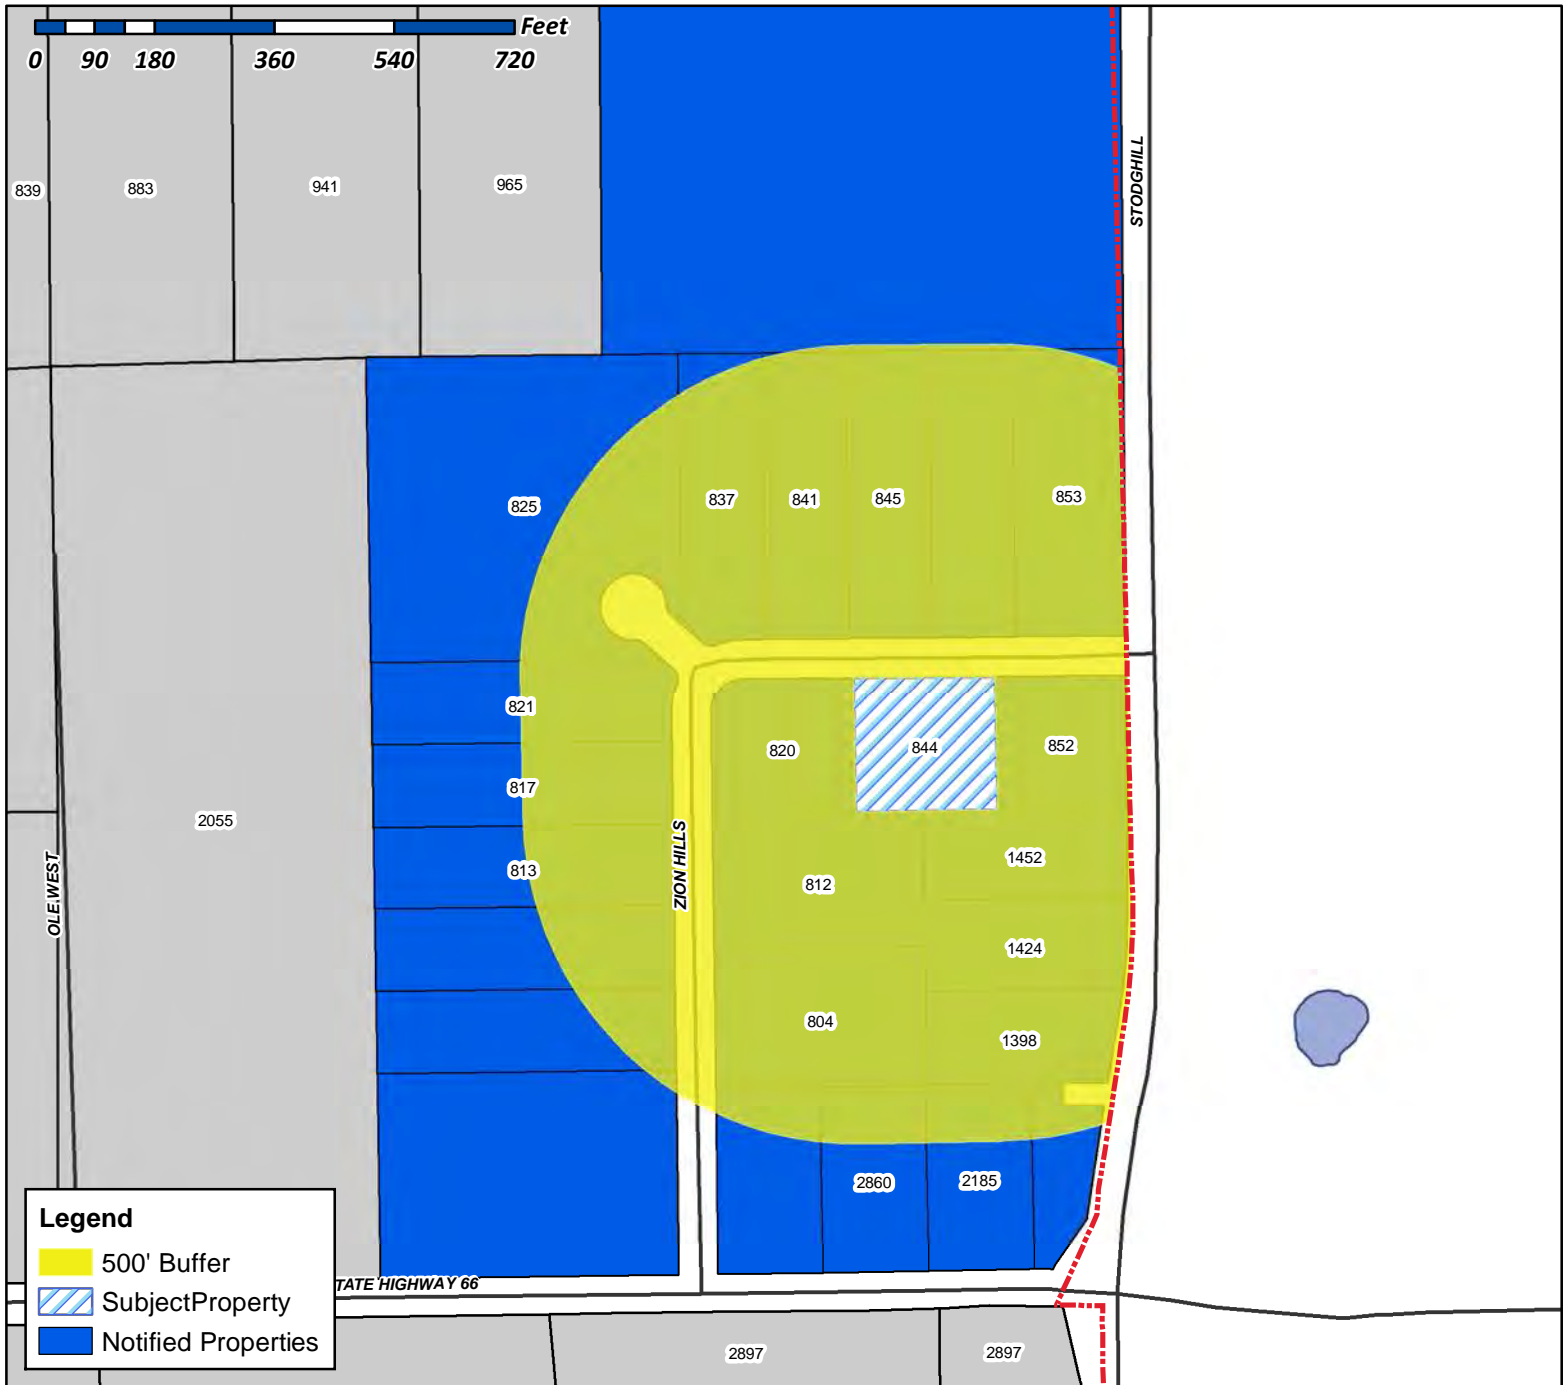 Feet
0 90 180 360 540 720
839
883
941
965
STODGHILL
825
837
841
845
853
821
820
844
852
817
2055
813
812
1452
OLE.WEST
ZION HILLS
1424
804
1398
2860
2185
TATE HIGHWAY 66
2897
2897
Legend
500' Buffer
SubjectProperty
Notified Properties